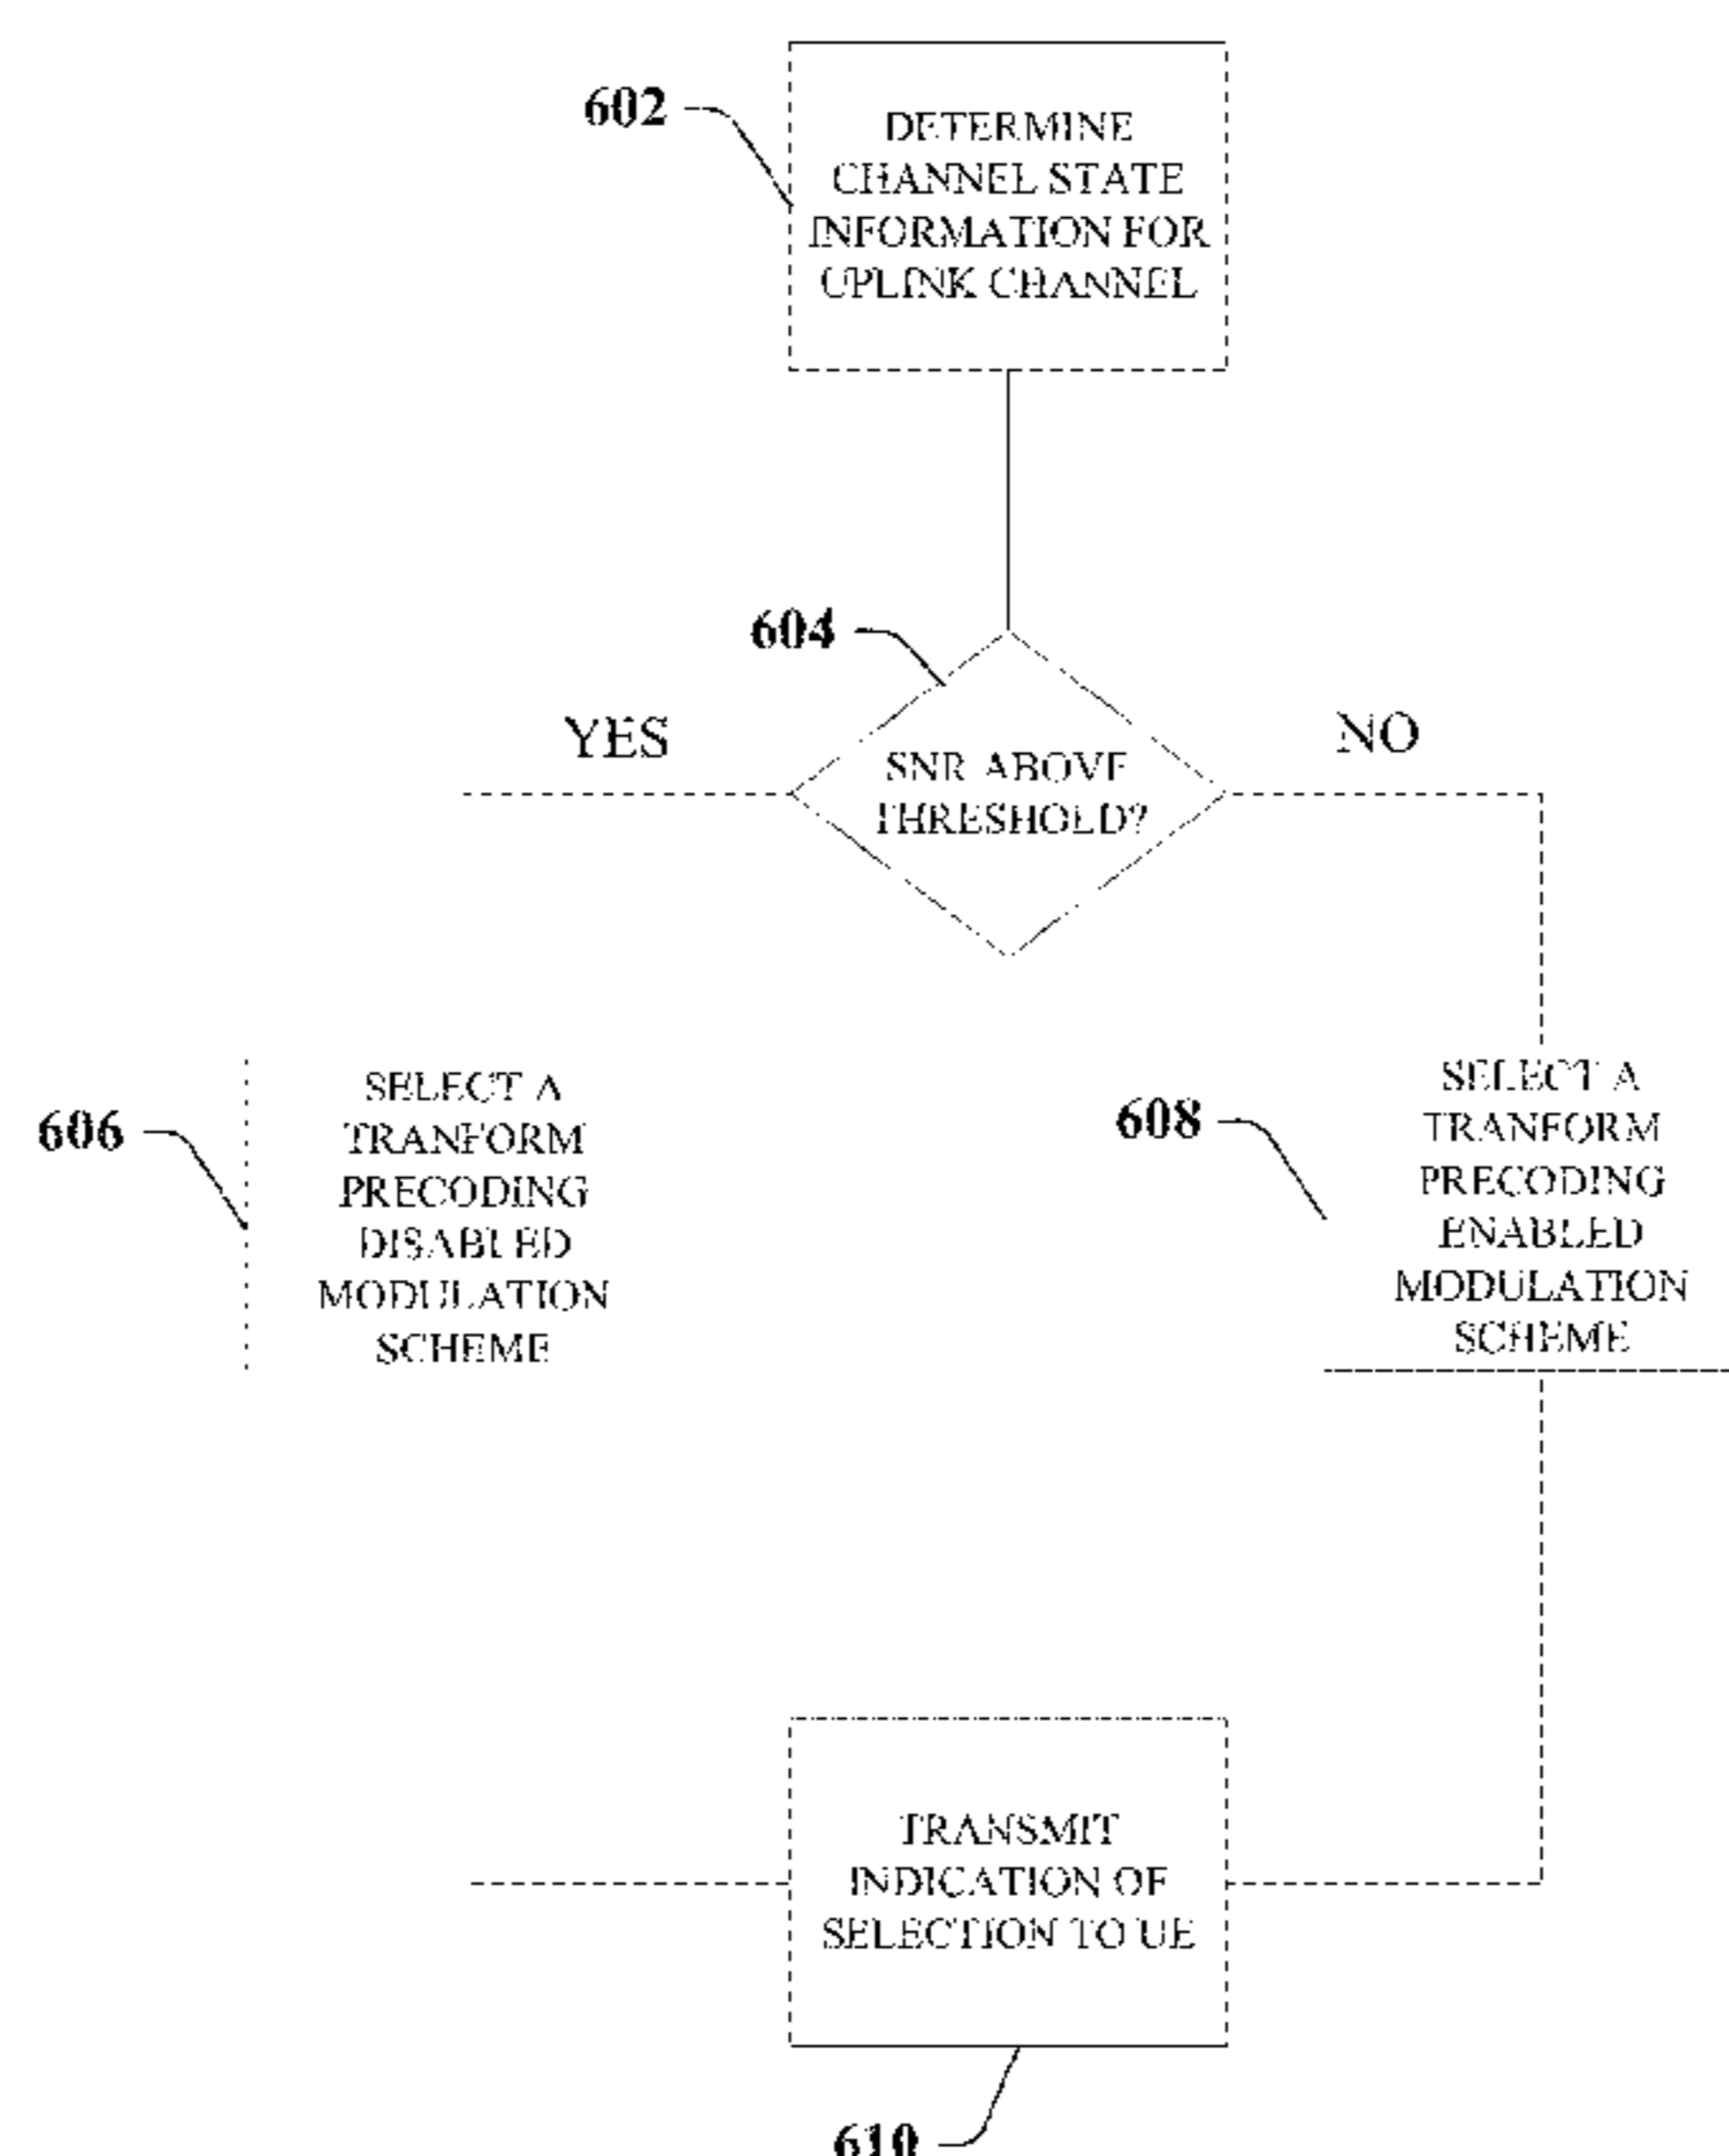 602
DETERMINE
CHANNEL STATE
INFORMATION FOR
UPLINK CHANNEL
604
YES
NO
SNR ABOVE
THRESHOLD?
606
SELECT A
TRANFORM
PRECODING
DISABLED
MODULATION
SCHEME
608
SELECT A
TRANFORM
PRECODING
ENABLED
MODULATION
SCHEME
TRANSMIT
INDICATION OF
SELECTION TO UE
610